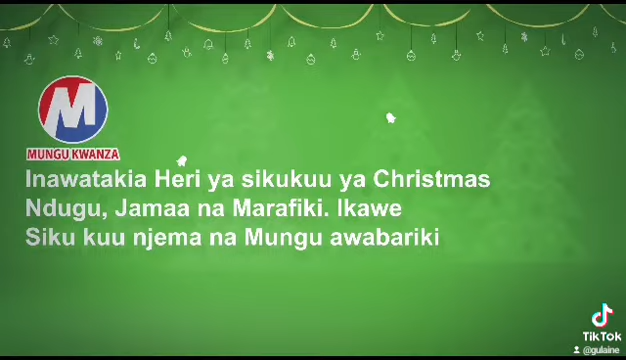 M
MUNGU KWANZA
Inawatakia Heri ya sikukuu ya Christmas
Ndugu, Jamaa na Marafiki. Ikawe
Siku kuu njema na Mungu awabariki
TikTok
@gulaine